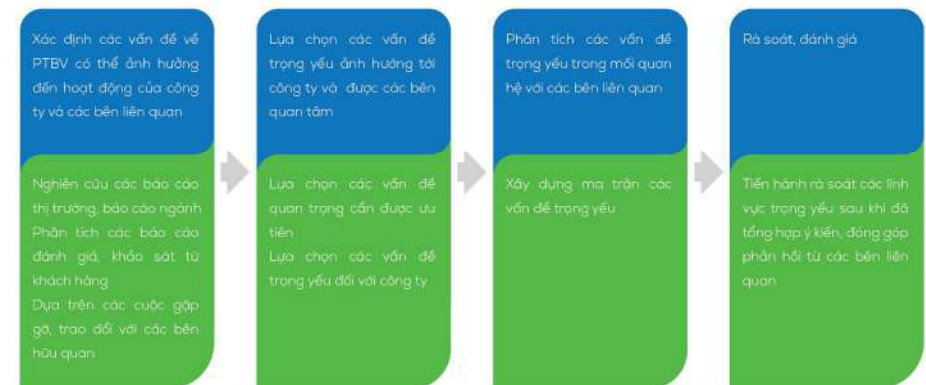 Xác định các vấn đề về
PTBV có thể ảnh hưởng
đến hoạt động của công
ty và các bên liên quan
Nghiên cứu các báo cáo
thị trường, báo cáo ngành
Phân tích các báo cáo
đánh giá, khảo sát từ
khách hàng
Dựa trên các cuộc gặp
gỡ, trao đổi với các bên
hữu quan
Lựa chọn các vấn đề
trọng yếu ảnh hưởng tới
công ty và được các bên
quan tâm
Lựa chọn các vấn đề
quan trọng cần được ưu
tiên
Lựa chọn các vấn đề
trọng yếu đối với công ty
Phân tích các vấn đề
trọng yếu trong mối quan
hệ với các bên liên quan
Xây dựng ma trận các
vấn đề trọng yếu
Rà soát, đánh giá
Tiến hành rà soát các lĩnh
vực trọng yếu sau khi đã
tổng hợp ý kiến, đóng góp
phản hồi từ các bên liên
quan